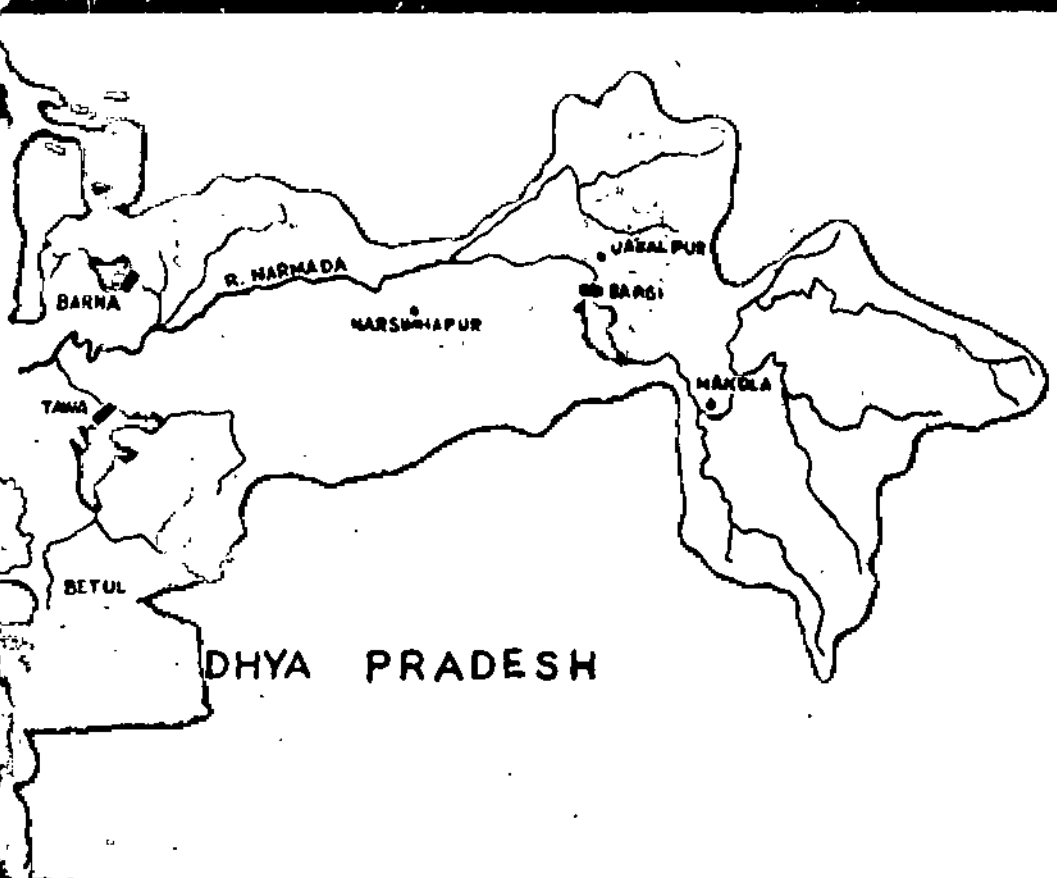 JABALPUR
R. NARMADA
BARGI
BARNA
NARSIMHAPUR
MANDLA
TAWA
BETUL
DHYA PRADESH